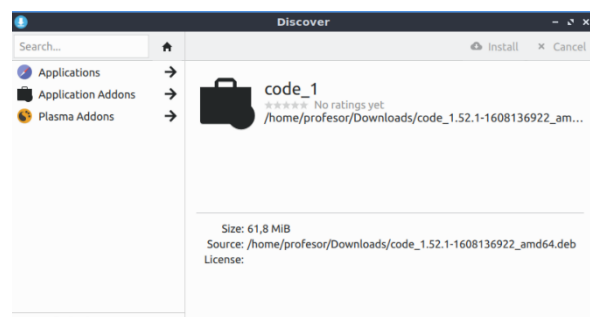 Discover
Search...
Install
Cancel
Applications
Application Addons
Plasma Addons
code_1
No ratings yet
/home/profesor/Downloads/code_1.52.1-1608136922_am...
Size: 61,8 MiB
Source: /home/profesor/Downloads/code_1.52.1-1608136922_amd64.deb
License: